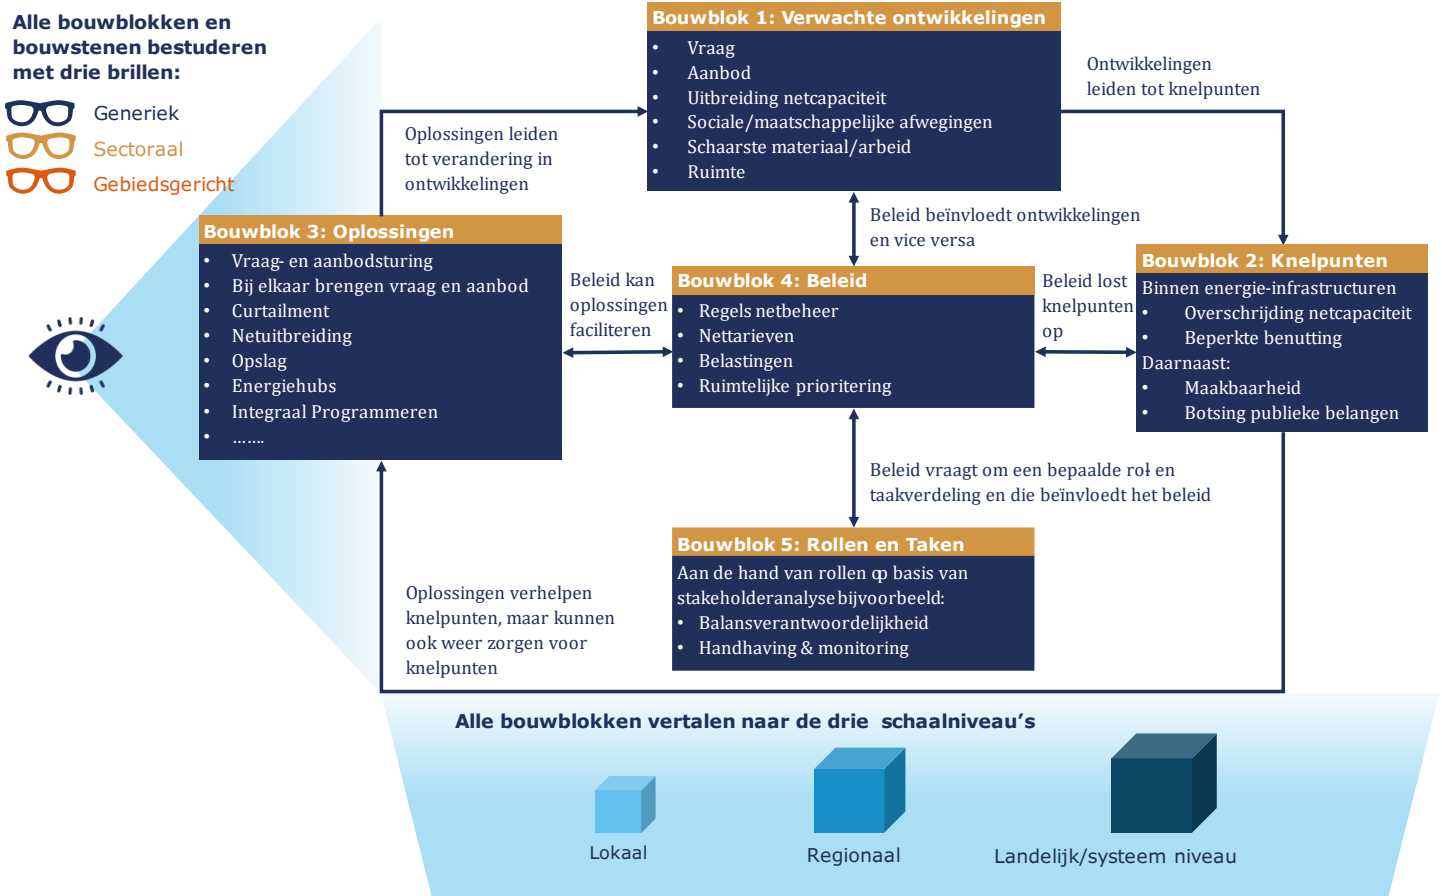 Alle bouwblokken en
bouwstenen bestuderen
met drie brillen:
Generiek
Sectoraal
Gebiedsgericht
Bouwblok 1: Verwachte ontwikkelingen
• Vraag
• Aanbod
• Uitbreiding netcapaciteit
• Sociale/maatschappelijke afwegingen
• Schaarste materiaal/arbeid
• Ruimte
Ontwikkelingen
leiden tot knelpunten
Oplossingen leiden
tot verandering in
ontwikkelingen
Beleid beïnvloedt ontwikkelingen
en vice versa
Bouwblok 3: Oplossingen
• Vraag- en aanbodsturing
• Bij elkaar brengen vraag en aanbod
• Curtailment
• Netuitbreiding
• Opslag
• Energiehubs
• Integraal Programmeren
• .......
Beleid kan
oplossingen
faciliteren
Bouwblok 4: Beleid
• Regels netbeheer
• Nettarieven
• Belastingen
• Ruimtelijke prioritering
Beleid lost
knelpunten
op
Bouwblok 2: Knelpunten
Binnen energie-infrastructuren
• Overschrijding netcapaciteit
• Beperkte benutting
Daarnaast:
• Maakbaarheid
• Botsing publieke belangen
Beleid vraagt om een bepaalde rol- en
taakverdeling en die beïnvloedt het beleid
Bouwblok 5: Rollen en Taken
Aan de hand van rollen op basis van
stakeholderanalyse bijvoorbeeld:
• Balansverantwoordelijkheid
• Handhaving & monitoring
Oplossingen verhelpen
knelpunten, maar kunnen
ook weer zorgen voor
knelpunten
Alle bouwblokken vertalen naar de drie schaalniveau's
Lokaal
Regionaal
Landelijk/systeem niveau